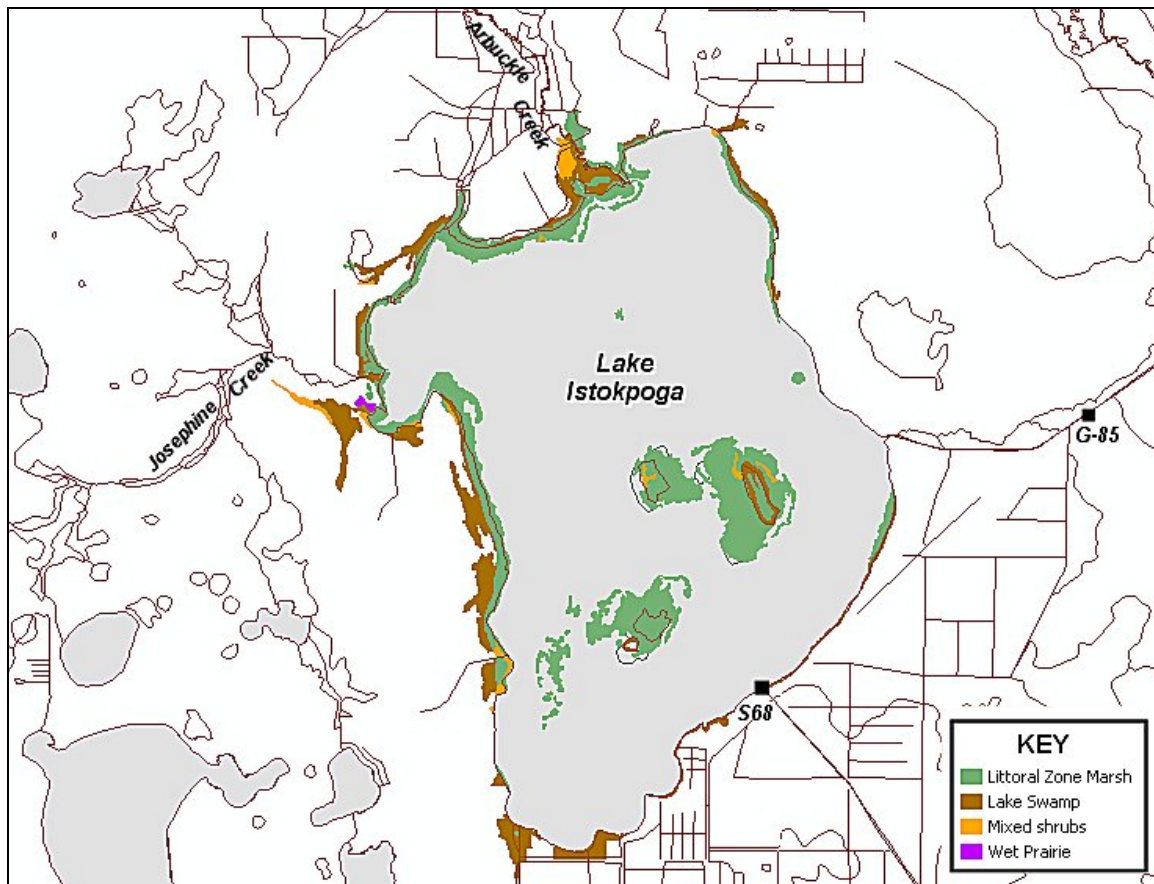 Arbuckle
Creek
Lake
Istokpoga
Josephine Creek
G-85
S68
KEY
Littoral Zone Marsh
Lake Swamp
Mixed shrubs
Wet Prairie